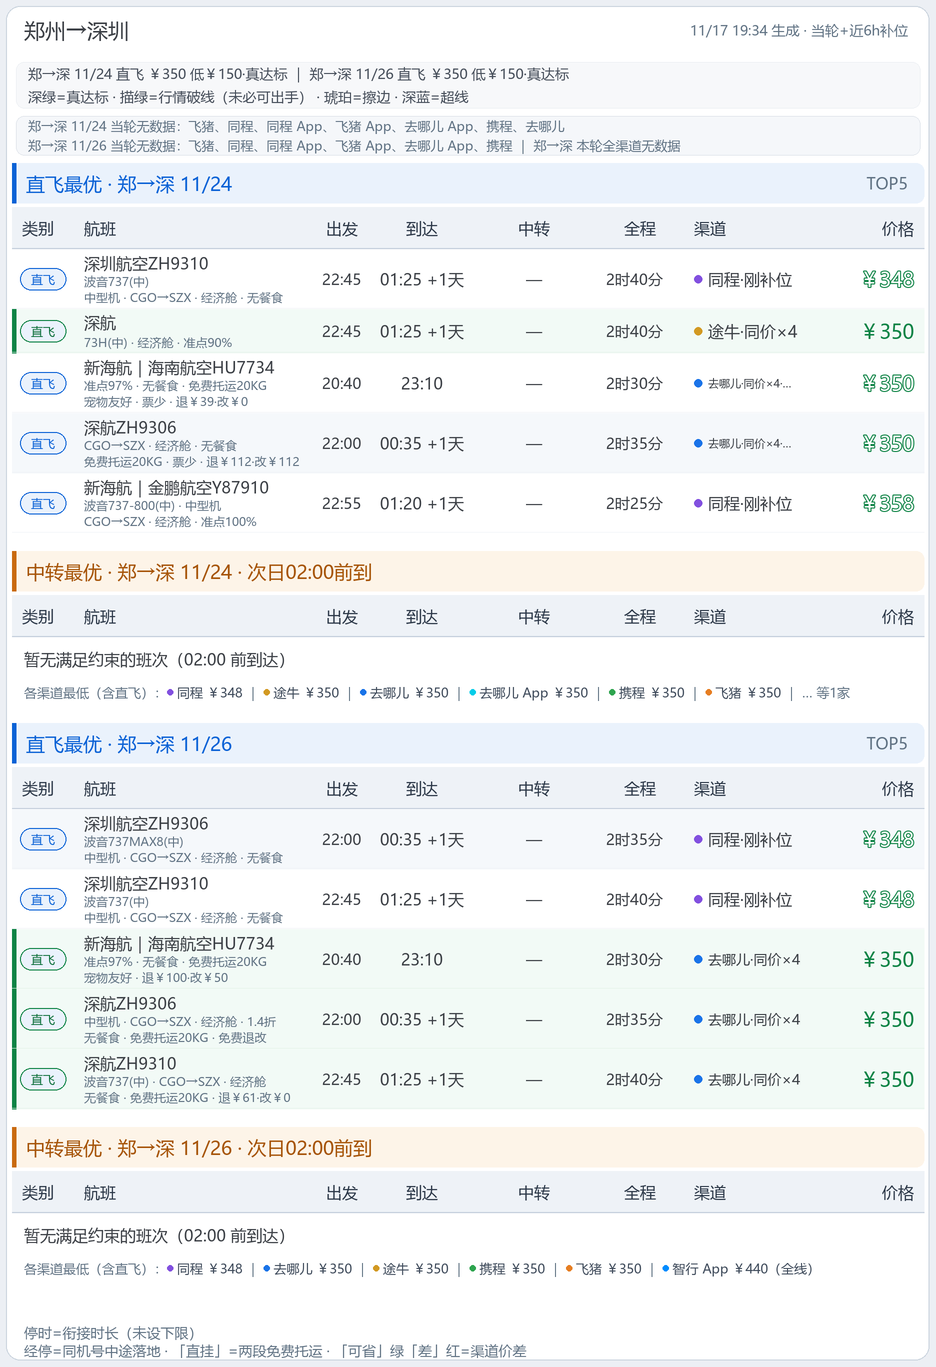 郑州→深圳
11/17 19:34 生成 · 当轮+近6h补位
郑→深 11/24 直飞 ￥350 低￥150·真达标 | 郑→深 11/26 直飞 ￥350 低￥150·真达标
深绿=真达标 · 描绿=行情破线（未必可出手） · 琥珀=擦边 · 深蓝=超线
郑→深 11/24 当轮无数据：飞猪、同程、同程 App、飞猪 App、去哪儿 App、携程、去哪儿
郑→深 11/26 当轮无数据：飞猪、同程、同程 App、飞猪 App、去哪儿 App、携程 | 郑→深 本轮全渠道无数据
直飞最优 · 郑→深 11/24 TOP5
类别 航班 出发 到达 中转 全程 渠道 价格
深圳航空ZH9310
直飞 波音737(中) 22:45 01:25 +1天 — 2时40分 同程·刚补位 ￥348
中型机 · CGO→SZX · 经济舱 · 无餐食
深航
直飞 22:45 01:25 +1天 — 2时40分 途牛·同价×4 ￥350
73H(中) · 经济舱 · 准点90%
新海航｜海南航空HU7734
直飞 准点97% · 无餐食 · 免费托运20KG 20:40 23:10 — 2时30分 去哪儿·同价×4·... ￥350
宠物友好 · 票少 · 退￥39·改￥0
深航ZH9306
直飞 CGO→SZX · 经济舱 · 无餐食 22:00 00:35 +1天 — 2时35分 去哪儿·同价×4·... ￥350
免费托运20KG · 票少 · 退￥112·改￥112
新海航｜金鹏航空Y87910
直飞 波音737-800(中) · 中型机 22:55 01:20 +1天 — 2时25分 同程·刚补位 ￥358
CGO→SZX · 经济舱 · 准点100%
中转最优 · 郑→深 11/24 · 次日02:00前到
类别 航班 出发 到达 中转 全程 渠道 价格
暂无满足约束的班次（02:00 前到达）
各渠道最低（含直飞）: 同程 ￥348 | 途牛 ￥350 | 去哪儿 ￥350 | 去哪儿 App ￥350 | 携程 ￥350 | 飞猪 ￥350 | ... 等1家
直飞最优 · 郑→深 11/26 TOP5
类别 航班 出发 到达 中转 全程 渠道 价格
深圳航空ZH9306
直飞 波音737MAX8(中) 22:00 00:35 +1天 — 2时35分 同程·刚补位 ￥348
中型机 · CGO→SZX · 经济舱 · 无餐食
深圳航空ZH9310
直飞 波音737(中) 22:45 01:25 +1天 — 2时40分 同程·刚补位 ￥348
中型机 · CGO→SZX · 经济舱 · 无餐食
新海航｜海南航空HU7734
直飞 准点97% · 无餐食 · 免费托运20KG 20:40 23:10 — 2时30分 去哪儿·同价×4 ￥350
宠物友好 · 退￥100·改￥50
深航ZH9306
直飞 中型机 · CGO→SZX · 经济舱 · 1.4折 22:00 00:35 +1天 — 2时35分 去哪儿·同价×4 ￥350
无餐食 · 免费托运20KG · 免费退改
深航ZH9310
直飞 波音737(中) · CGO→SZX · 经济舱 22:45 01:25 +1天 — 2时40分 去哪儿·同价×4 ￥350
无餐食 · 免费托运20KG · 退￥61·改￥0
中转最优 · 郑→深 11/26 · 次日02:00前到
类别 航班 出发 到达 中转 全程 渠道 价格
暂无满足约束的班次（02:00 前到达）
各渠道最低（含直飞）: 同程 ￥348 | 去哪儿 ￥350 | 途牛 ￥350 | 携程 ￥350 | 飞猪 ￥350 | 智行 App ￥440（全线）
停时=衔接时长（未设下限）
经停=同机号中途落地 · 「直挂」=两段免费托运 · 「可省」绿「差」红=渠道价差